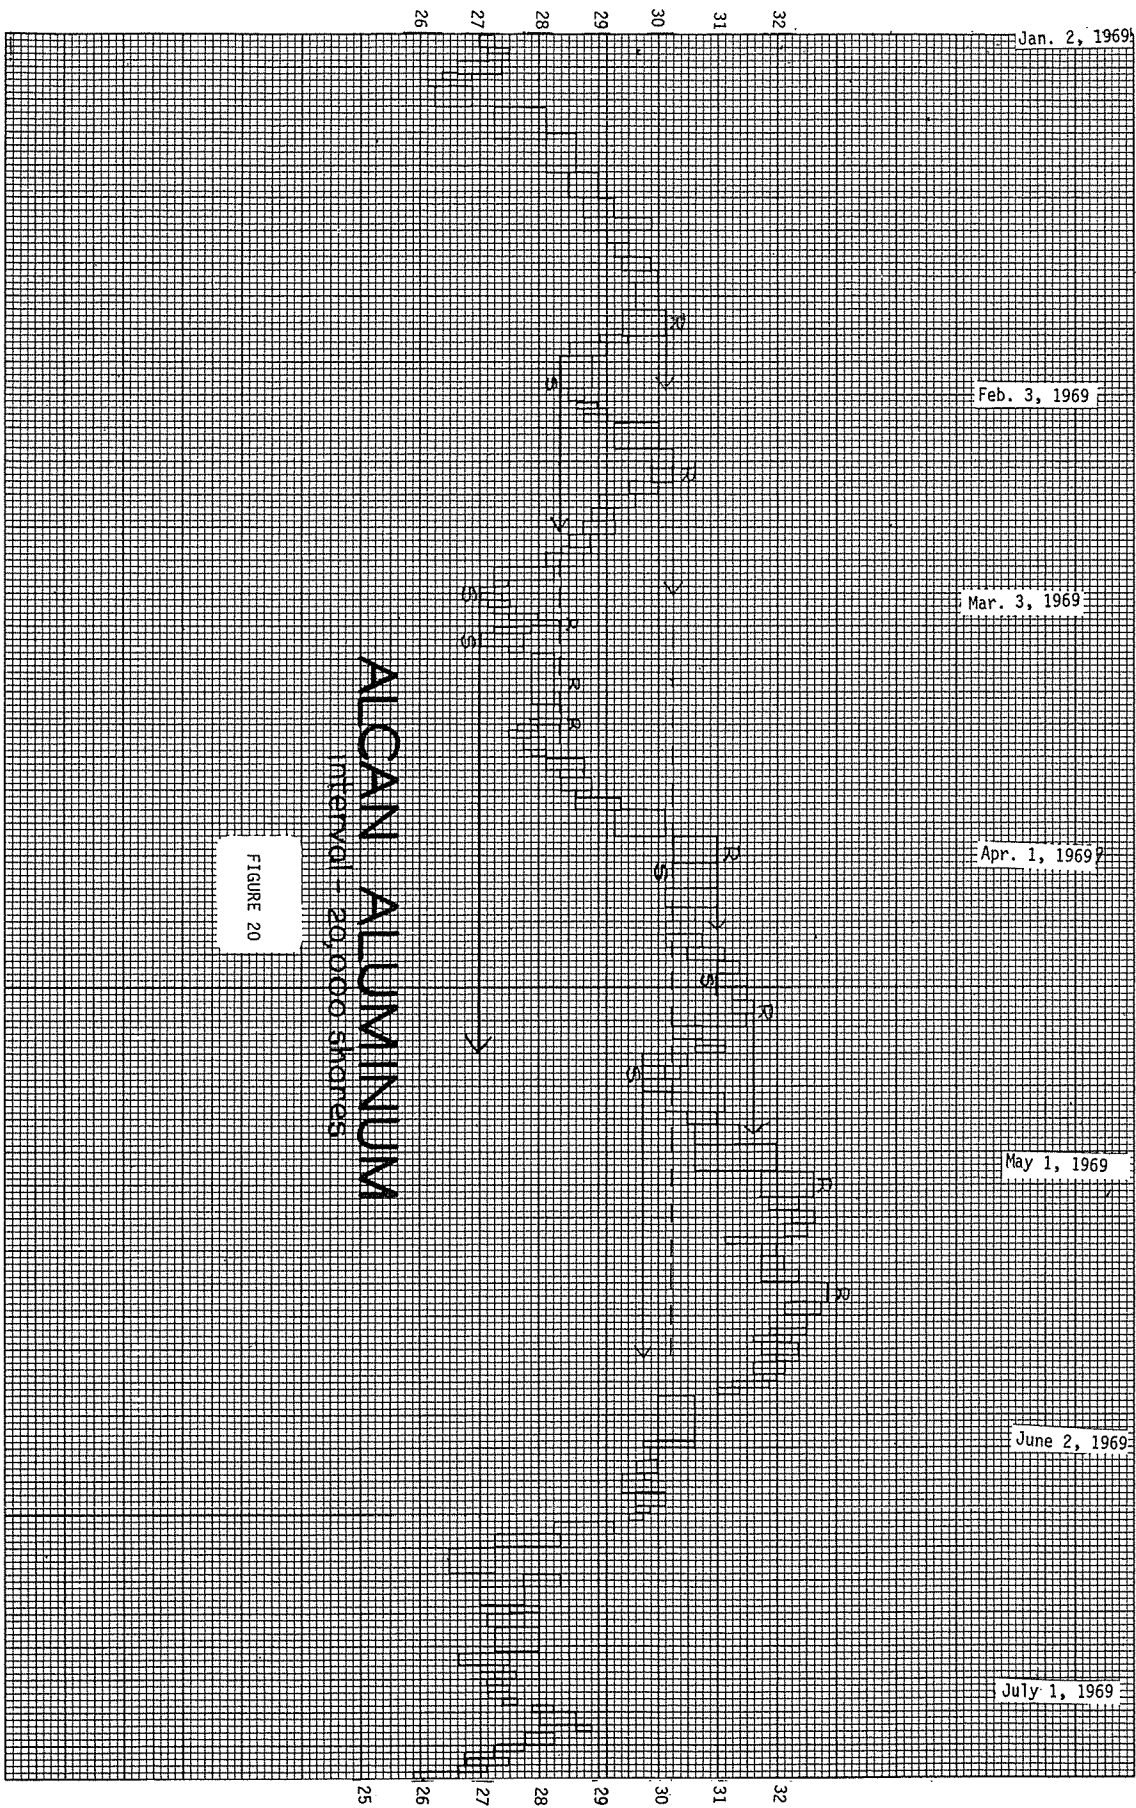 26 27 28 29 30 31 32
Jan. 2, 1969
R
S
Feb. 3, 1969
R
S
Mar. 3, 1969
R
S
R
R
ALCAN ALUMINUM
Interval - 20,000 shares
FIGURE 20
R
Apr. 1, 1969
S
S
R
S
May 1, 1969
R
R
June 2, 1969
July 1, 1969
25 26 27 28 29 30 31 32